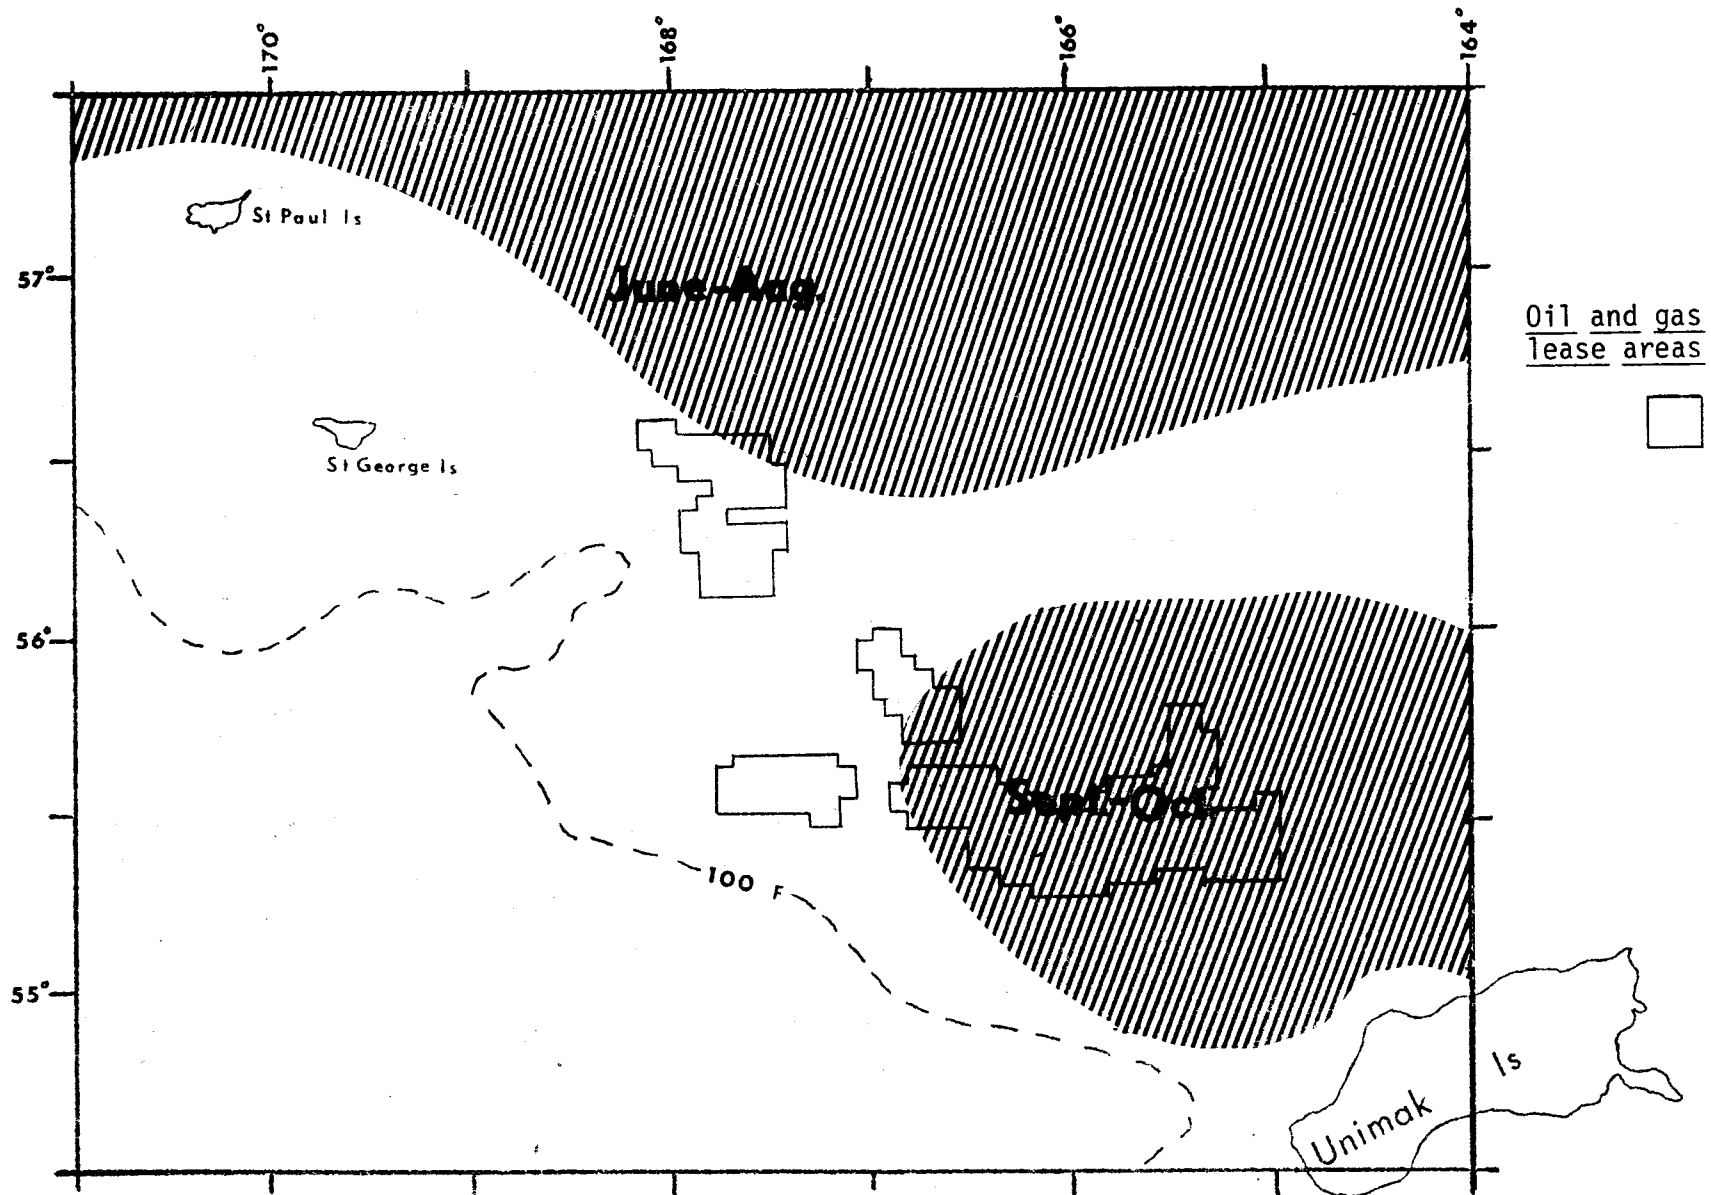 170°
168°
166°
164°
St Paul Is
57°
June-Aug.
Oil and gas
lease areas
St George Is
56°
Sept-Oct
100 F
55°
Unimak Is